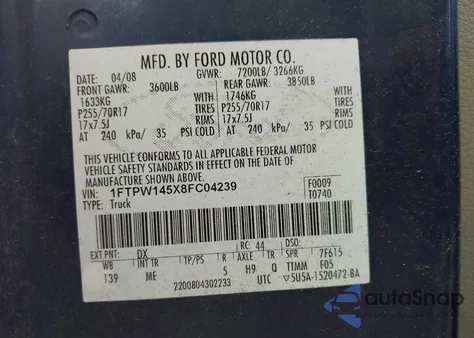 MFD. BY FORD MOTOR CO.
DATE: 04/08 GVWR: 7200LB/ 3266KG
FRONT GAWR: 3600LB REAR GAWR: 3850LB
1633KG WITH 1746KG WITH
P255/70R17 TIRES P255/70R17 TIRES
17x7.5J RIMS 17x7.5J RIMS
AT 240 kPa/ 35 PSI COLD AT 240 kPa/ 35 PSI COLD
THIS VEHICLE CONFORMS TO ALL APPLICABLE FEDERAL MOTOR
VEHICLE SAFETY STANDARDS IN EFFECT ON THE DATE OF
MANUFACTURE SHOWN ABOVE.
VIN: 1FTPW145X8FC04239 F0009
TYPE: Truck T0740
EXT PNT: DX RC: 44 DSO:
WB INT TR TP/PS R AXLE TR SPR 7F615
139 ME 5 H9 Q TTMM F05
2200804302233 UTC ▽5U5A-1520472-BA
autoSnap